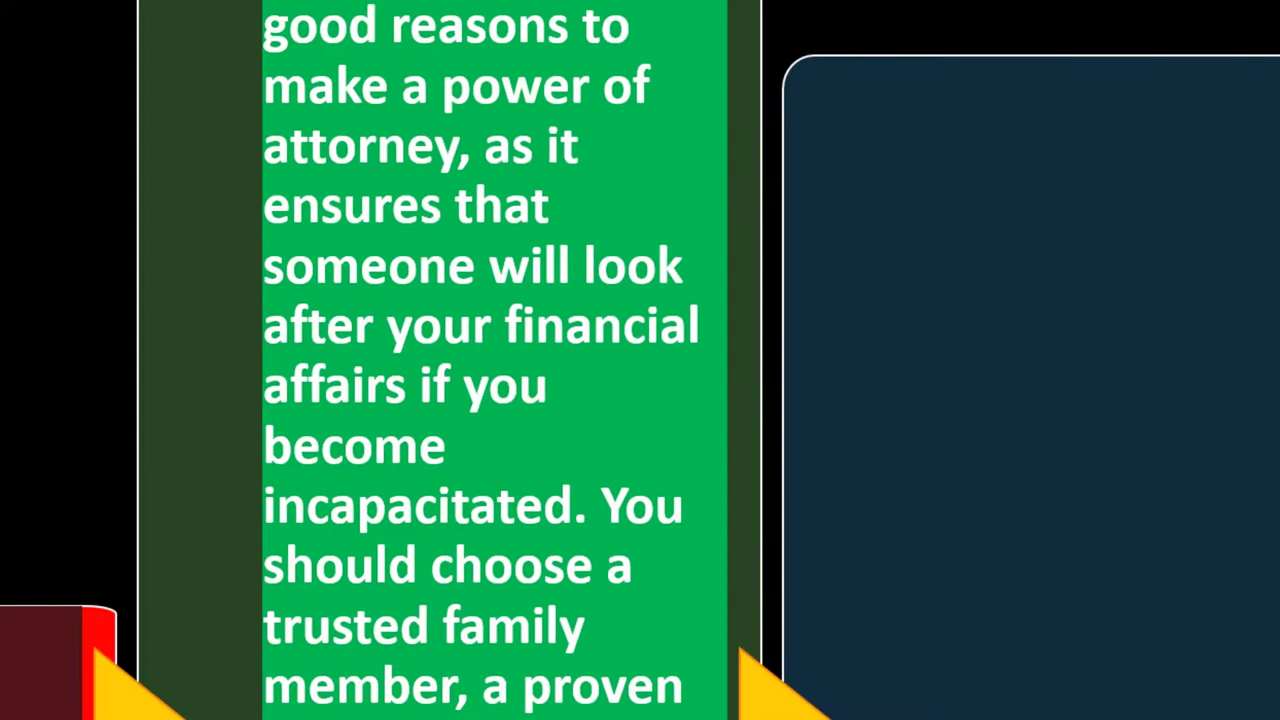 good reasons to
make a power of
attorney, as it
ensures that
someone will look
after your financial
affairs if you
become
incapacitated. You
should choose a
trusted family
member, a proven